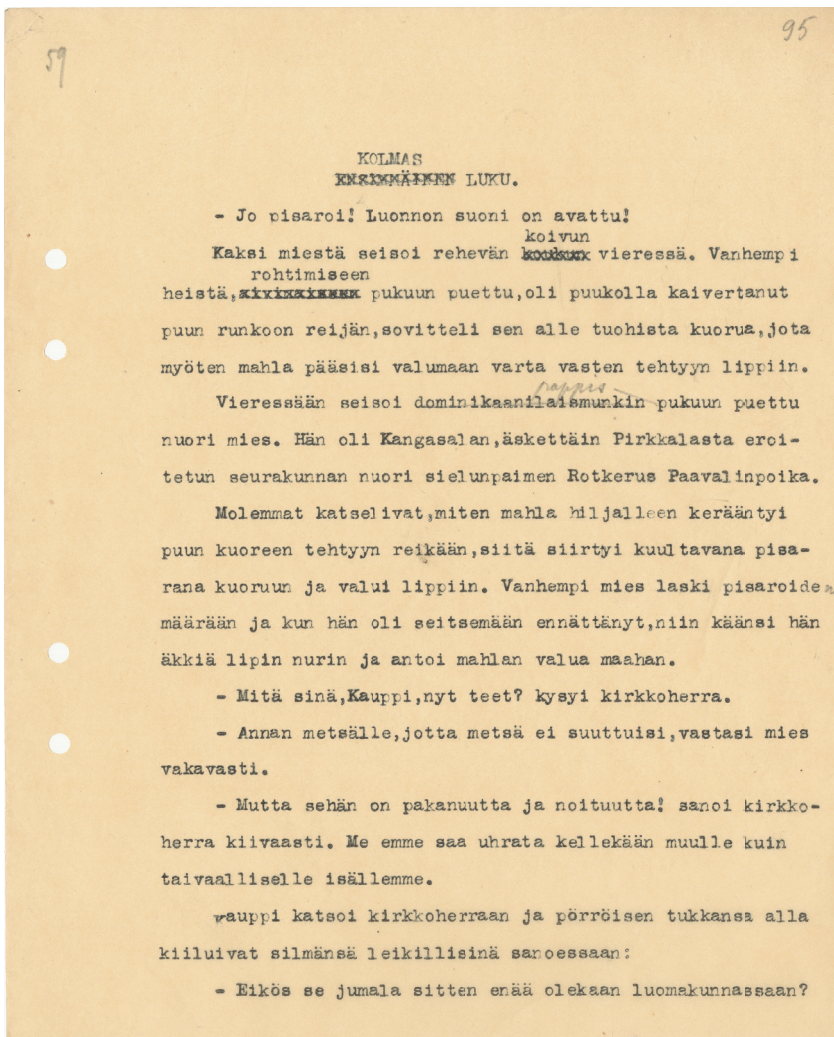 95
59
KOLMAS
ENSIMMÄINEN LUKU.
- Jo pisaroi! Luonnon suoni on avattu!
koivun
Kaksi miestä seisoi rehevän vieressä. Vanhempi
rohtimiseen
heistä, pukuun puettu,oli puukolla kaivertanut
puun runkoon reijän,sovitteli sen alle tuohista kuorua,jota
myöten mahla pääsisi valumaan varta vasten tehtyyn lippiin.
pappis-
Vieressään seisoi dominikaanilaismunkin pukuun puettu
nuori mies. Hän oli Kangasalan,äskettäin Pirkkalasta eroi-
tetun seurakunnan nuori sielunpaimen Rotkerus Paavalinpoika.
Molemmat katselivat,miten mahla hiljalleen kerääntyi
puun kuoreen tehtyyn reikään,siitä siirtyi kuultavana pisa-
rana kuoruun ja valui lippiin. Vanhempi mies laski pisaroiden
määrään ja kun hän oli seitsemään ennättänyt,niin käänsi hän
äkkiä lipin nurin ja antoi mahlan valua maahan.
- Mitä sinä,Kauppi,nyt teet? kysyi kirkkoherra.
- Annan metsälle,jotta metsä ei suuttuisi,vastasi mies
vakavasti.
- Mutta sehän on pakanuutta ja noituutta! sanoi kirkko-
herra kiivaasti. Me emme saa uhrata kellekään muulle kuin
taivaalliselle isällemme.
Kauppi katsoi kirkkoherraan ja pörröisen tukkansa alla
kiiluivat silmänsä leikillisinä sanoessaan:
- Eikös se jumala sitten enää olekaan luomakunnassaan?